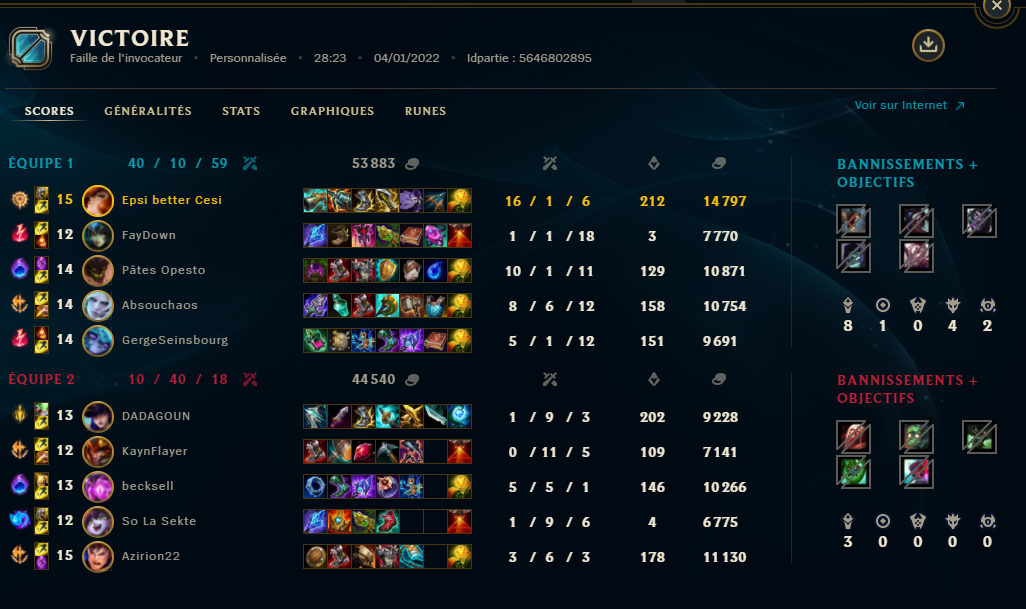 VICTOIRE
Faille de l'invocateur • Personnalisée • 28:23 • 04/01/2022 • Idpartie : 5646802895
SCORES GÉNÉRALITÉS STATS GRAPHIQUES RUNES
Voir sur Internet
ÉQUIPE 1 40 / 10 / 59 53 883
BANNISSEMENTS +
OBJECTIFS
15 Epsi better Cesi 16 / 1 / 6 212 14 797
12 FayDown 1 / 1 / 18 3 7 770
14 Pâtes Opesto 10 / 1 / 11 129 10 871
14 Absouchaos 8 / 6 / 12 158 10 754
8 1 0 4 2
14 GergeSeinsbourg 5 / 1 / 12 151 9 691
ÉQUIPE 2 10 / 40 / 18 44 540
BANNISSEMENTS +
OBJECTIFS
13 DADAGOUN 1 / 9 / 3 202 9 228
12 KaynFlayer 0 / 11 / 5 109 7 141
13 becksell 5 / 5 / 1 146 10 266
12 So La Sekte 1 / 9 / 6 4 6 775
3 0 0 0 0
15 Azirion22 3 / 6 / 3 178 11 130